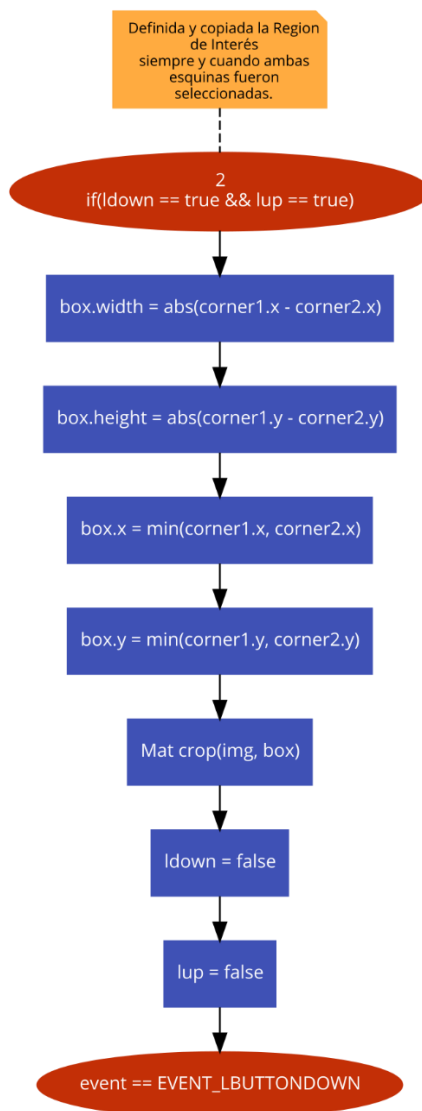 Definida y copiada la Region
de Interés
siempre y cuando ambas
esquinas fueron
seleccionadas.
2
if(ldown == true && lup == true)
box.width = abs(corner1.x - corner2.x)
box.height = abs(corner1.y - corner2.y)
box.x = min(corner1.x, corner2.x)
box.y = min(corner1.y, corner2.y)
Mat crop(img, box)
ldown = false
lup = false
event == EVENT_LBUTTONDOWN